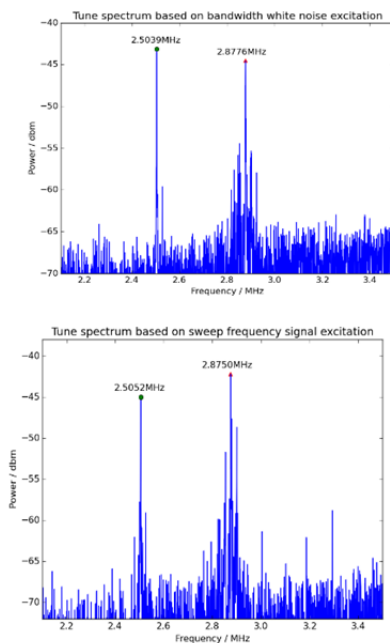 Tune spectrum based on bandwidth white noise excitation
−40
2.5039MHz
2.8776MHz
−45
−50
−55
−60
−65
−70
Power / dbm
2.2 2.4 2.6 2.8 3.0 3.2 3.4
Frequency / MHz
Tune spectrum based on sweep frequency signal excitation
−40
2.8750MHz
2.5052MHz
−45
−50
−55
−60
−65
−70
Power / dbm
2.2 2.4 2.6 2.8 3.0 3.2 3.4
Frequency / MHz